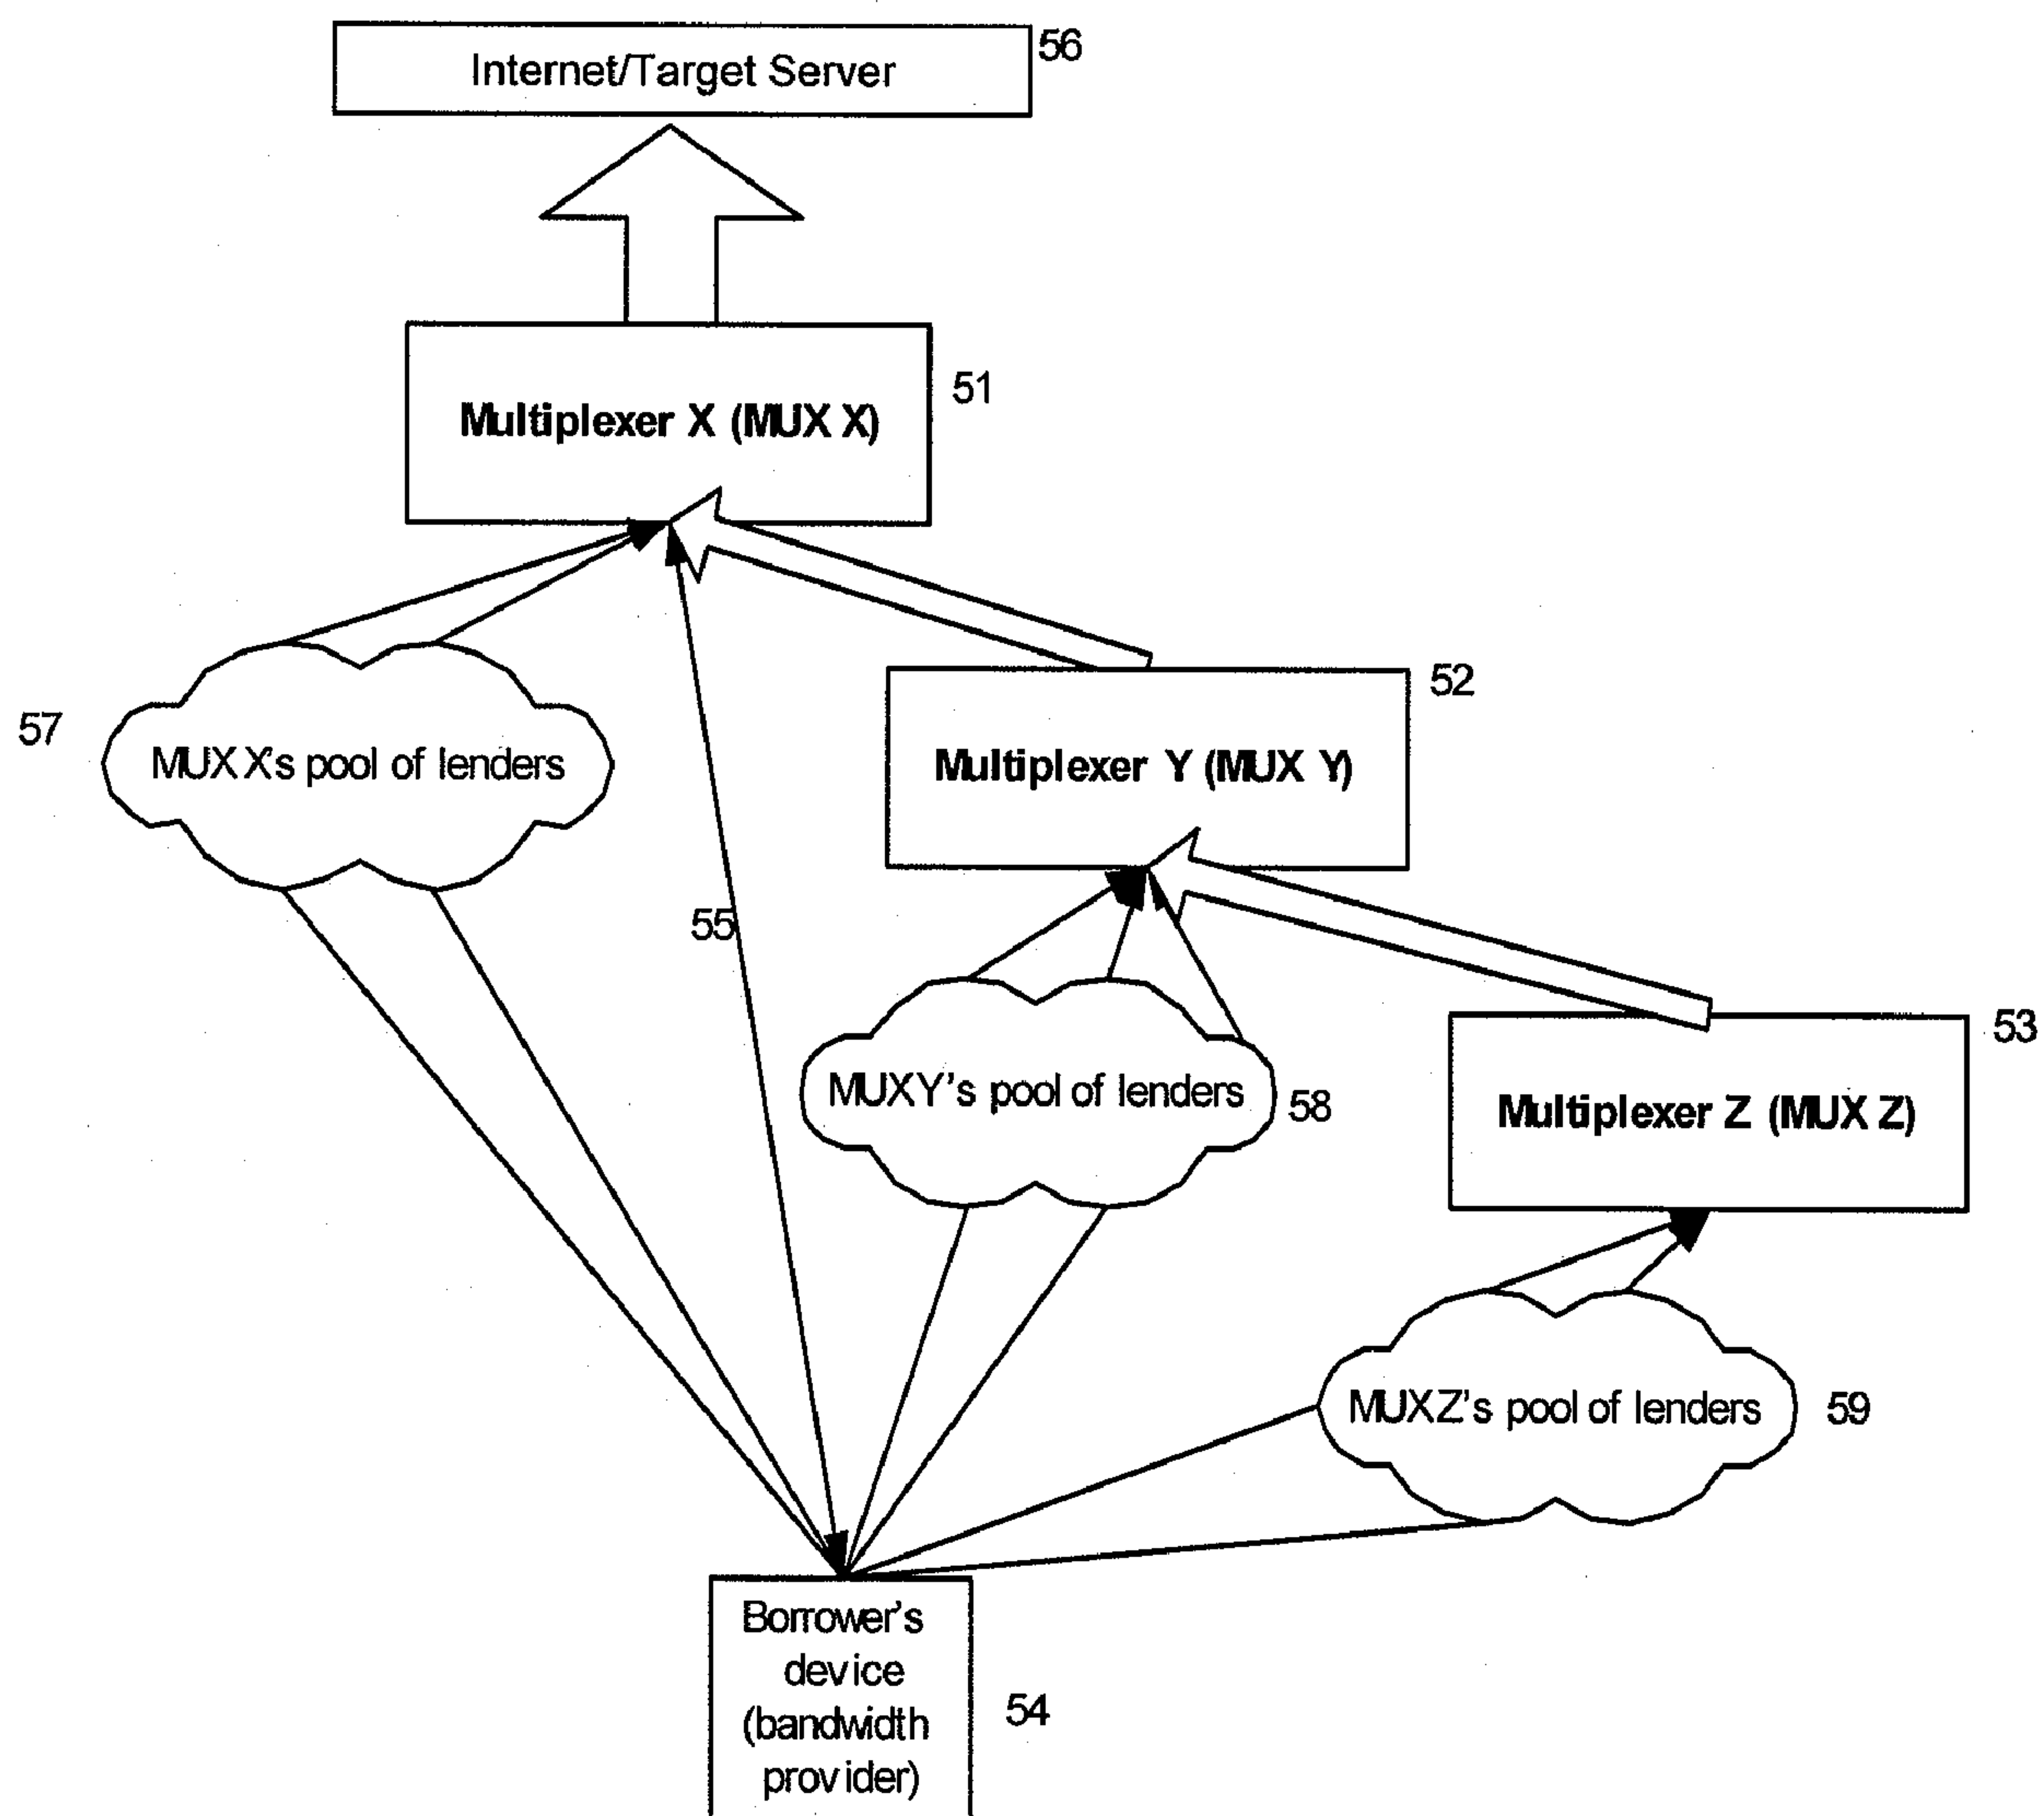 Internet/Target Server
56
Multiplexer X (MUX X)
51
52
57
MUX X's pool of lenders
Multiplexer Y (MUX Y)
55
53
MUXY's pool of lenders
58
Multiplexer Z (MUX Z)
MUXZ's pool of lenders
59
Borrower's
device
(bandwidth
provider)
54